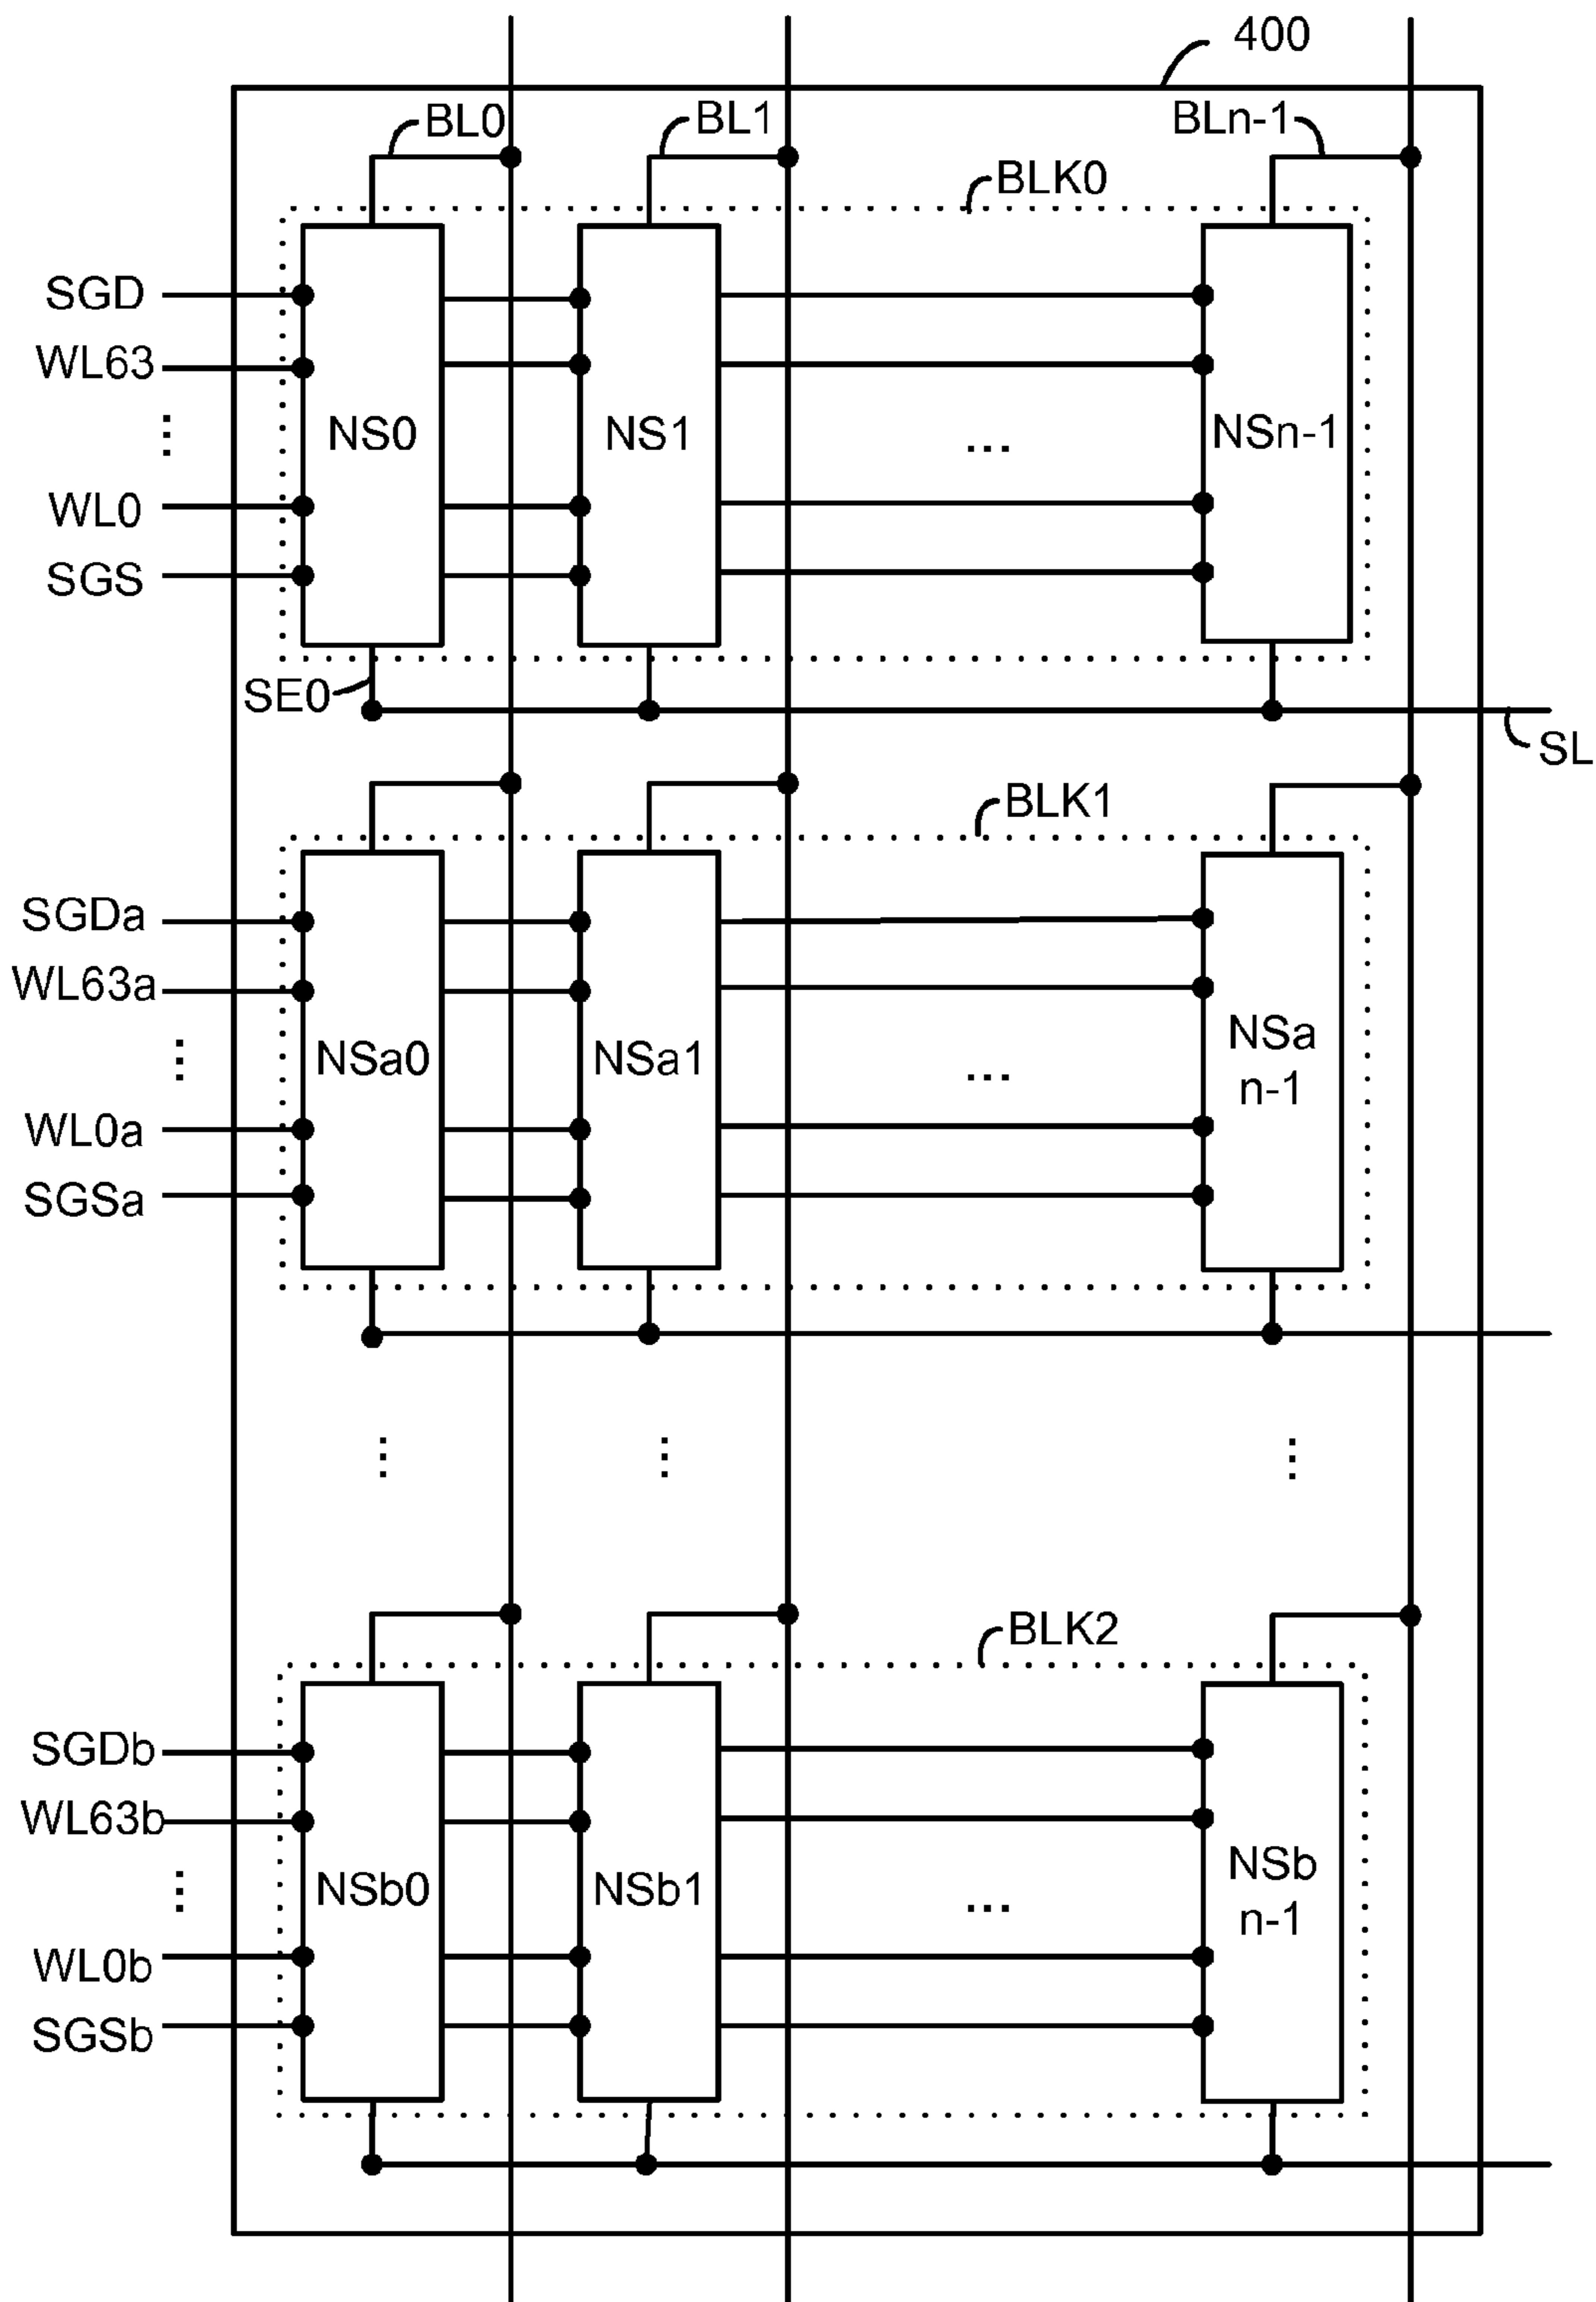 400
BL0
BL1
BLn-1
BLK0
SGD
WL63
⋮
WL0
SGS
NS0
NS1
...
NSn-1
SE0
SL
BLK1
SGDa
WL63a
⋮
WL0a
SGSa
NSa0
NSa1
...
NSa
n-1
⋮
⋮
⋮
BLK2
SGDb
WL63b
⋮
WL0b
SGSb
NSb0
NSb1
...
NSb
n-1